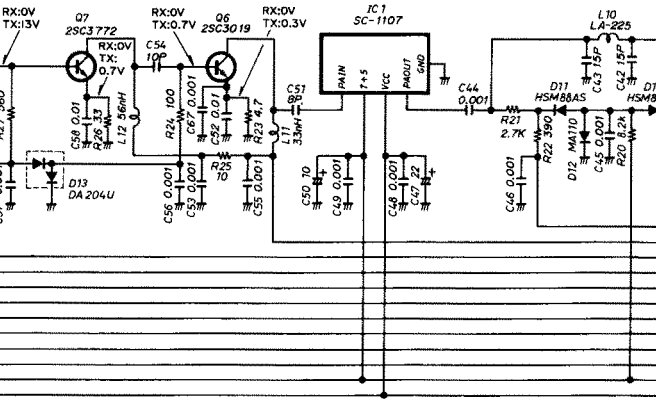 RX:0V
TX:13V
Q7
2SC3772
RX:0V
TX:
0.7V
C54
10P
RX:0V
TX:0.7V
Q6
2SC3019
RX:0V
TX:0.3V
IC1
SC-1107
PAIN
T+5
VCC
PAOUT
GND
L10
LA-225
C43 15P
C42 15P
C44
0.001
C51
8P
D11
HSM88AS
R21
2.7K
R22 390
D12 MA110
C45 0.001
R20 8.2k
C58 0.01
R26 33
L12 56nH
R24 100
C67 0.001
C52 0.01
R23 4.7
L11
33nH
R25
10
D13
DA204U
C56 0.001
C53 0.001
C55 0.001
C50 10
C49 0.001
C48 0.001
C47 22
C46 0.001